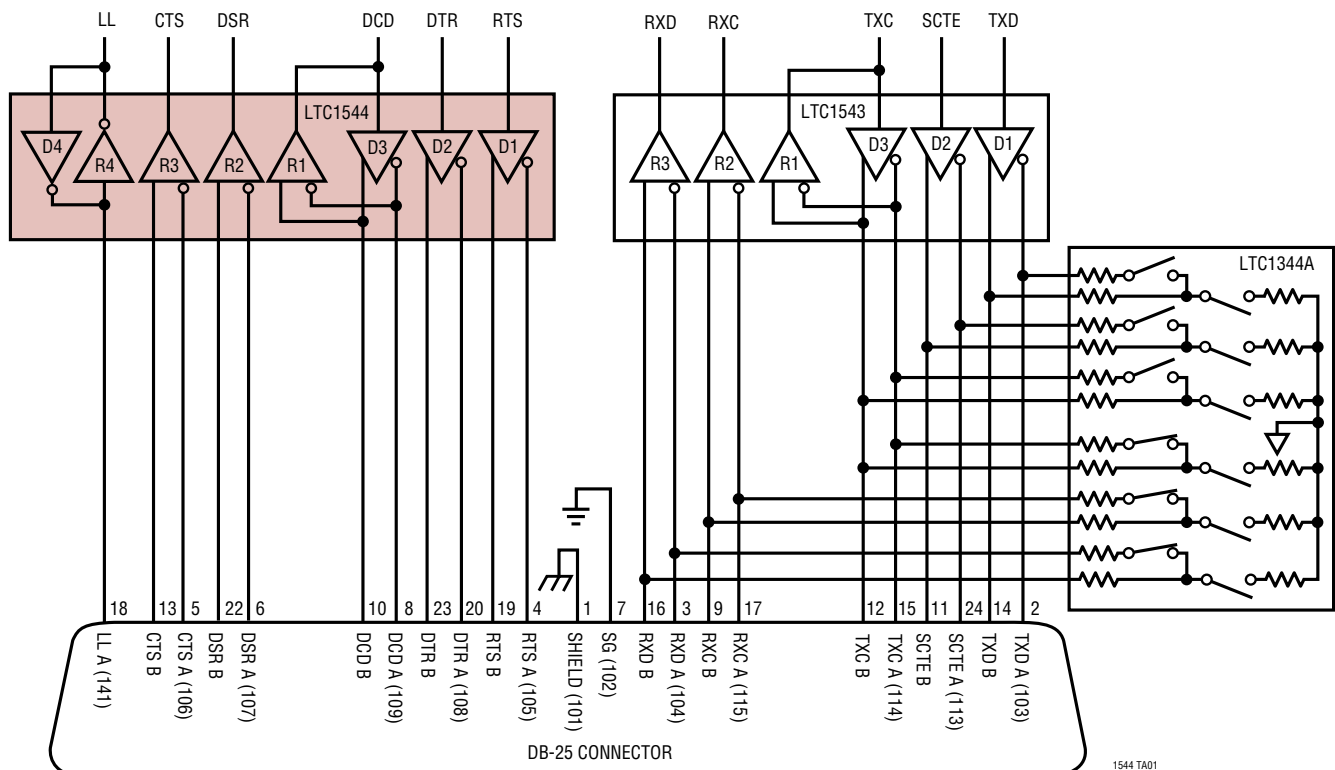 LL CTS DSR DCD DTR RTS RXD RXC TXC SCTE TXD
LTC1544
D4 R4 R3 R2 R1 D3 D2 D1
LTC1543
R3 R2 R1 D3 D2 D1
LTC1344A
18 13 5 22 6 10 8 23 20 19 4 1 7 16 3 9 17 12 15 11 24 14 2
LL A (141)
CTS B
CTS A (106)
DSR B
DSR A (107)
DCD B
DCD A (109)
DTR B
DTR A (108)
RTS B
RTS A (105)
SHIELD (101)
SG (102)
RXD B
RXD A (104)
RXC B
RXC A (115)
TXC B
TXC A (114)
SCTE B
SCTE A (113)
TXD B
TXD A (103)
DB-25 CONNECTOR
1544 TA01